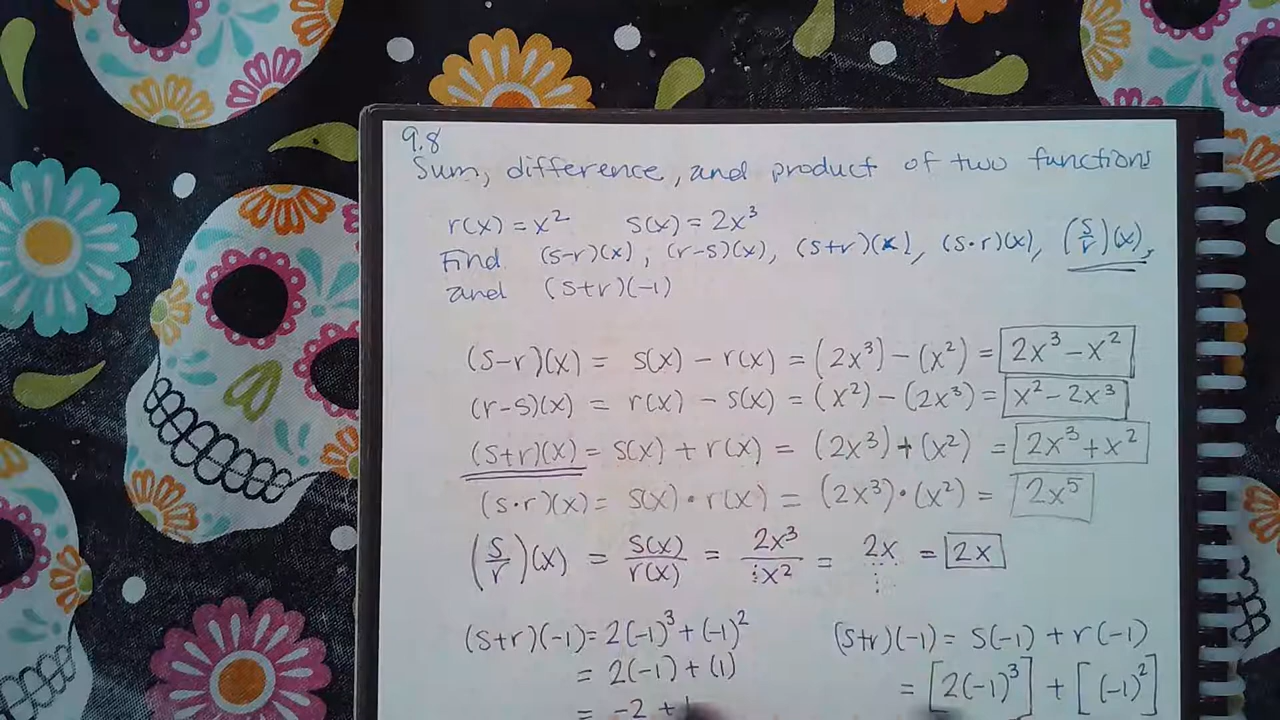 9.8
Sum, difference, and product of two functions
r(x) = x² s(x) = 2x³
Find (s-r)(x), (r-s)(x), (s+r)(x), (s·r)(x), (s/r)(x),
and (s+r)(-1)
(s-r)(x) = s(x) - r(x) = (2x³) - (x²) = 2x³ - x²
(r-s)(x) = r(x) - s(x) = (x²) - (2x³) = x² - 2x³
(s+r)(x) = s(x) + r(x) = (2x³) + (x²) = 2x³ + x²
(s·r)(x) = s(x) · r(x) = (2x³)·(x²) = 2x⁵
(s/r)(x) = s(x)/r(x) = 2x³/x² = 2x = 2x
(s+r)(-1) = 2(-1)³ + (-1)²
= 2(-1) + (1)
= -2 +
(s+r)(-1) = s(-1) + r(-1)
= [2(-1)³] + [(-1)²]